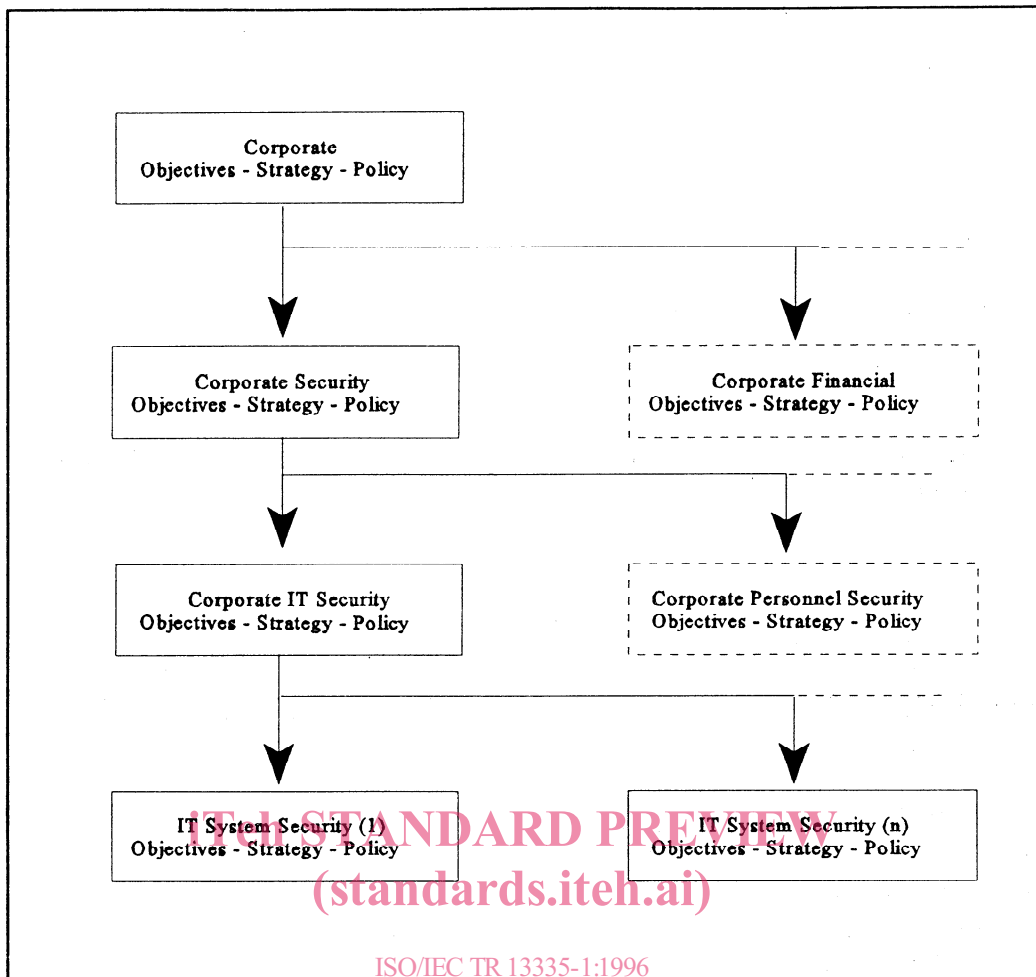 Corporate
Objectives - Strategy - Policy
Corporate Security
Objectives - Strategy - Policy
Corporate Financial
Objectives - Strategy - Policy
Corporate IT Security
Objectives - Strategy - Policy
Corporate Personnel Security
Objectives - Strategy - Policy
IT System Security (1)
Objectives - Strategy - Policy
IT System Security (n)
Objectives - Strategy - Policy
iTeh STANDARD PREVIEW
(standards.iteh.ai)
ISO/IEC TR 13335-1:1996